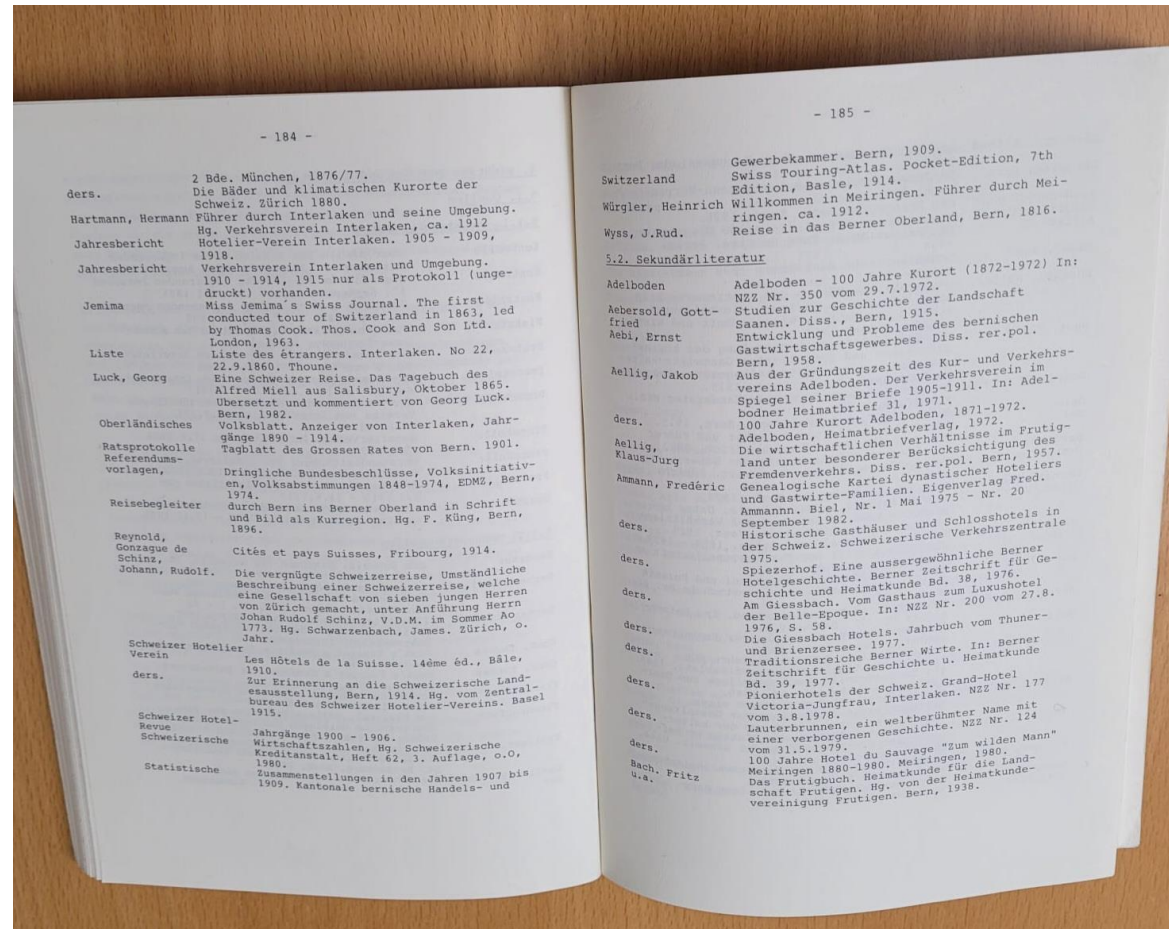 - 184 -
2 Bde. München, 1876/77.
ders. Die Bäder und klimatischen Kurorte der
Schweiz. Zürich 1880.
Hartmann, Hermann Führer durch Interlaken und seine Umgebung.
Hg. Verkehrsverein Interlaken, ca. 1912
Jahresbericht Hotelier-Verein Interlaken. 1905 - 1909,
1918.
Jahresbericht Verkehrsverein Interlaken und Umgebung.
1910 - 1914, 1915 nur als Protokoll (unge-
druckt) vorhanden.
Jemima Miss Jemima´s Swiss Journal. The first
conducted tour of Switzerland in 1863, led
by Thomas Cook. Thos. Cook and Son Ltd.
London, 1963.
Liste Liste des étrangers. Interlaken. No 22,
22.9.1860. Thoune.
Luck, Georg Eine Schweizer Reise. Das Tagebuch des
Alfred Miell aus Salisbury, Oktober 1865.
Ubersetzt und kommentiert von Georg Luck.
Bern, 1982.
Oberländisches Volksblatt. Anzeiger von Interlaken, Jahr-
gänge 1890 - 1914.
Ratsprotokolle Tagblatt des Grossen Rates von Bern. 1901.
Referendums-
vorlagen, Dringliche Bundesbeschlüsse, Volksinitiativ-
en, Volksabstimmungen 1848-1974, EDMZ, Bern,
1974.
Reisebegleiter durch Bern ins Berner Oberland in Schrift
und Bild als Kurregion. Hg. F. Küng, Bern,
1896.
Reynold,
Gonzague de Cités et pays Suisses, Fribourg, 1914.
Schinz,
Johann, Rudolf. Die vergnügte Schweizerreise, Umständliche
Beschreibung einer Schweizerreise, welche
eine Gesellschaft von sieben jungen Herren
von Zürich gemacht, unter Anführung Herrn
Johan Rudolf Schinz, V.D.M. im Sommer Ao
1773. Hg. Schwarzenbach, James. Zürich, o.
Jahr.
Schweizer Hotelier
Verein Les Hôtels de la Suisse. 14ème éd., Bâle,
1910.
ders. Zur Erinnerung an die Schweizerische Land-
esausstellung, Bern, 1914. Hg. vom Zentral-
bureau des Schweizer Hotelier-Vereins. Basel
1915.
Schweizer Hotel-
Revue Jahrgänge 1900 - 1906.
Schweizerische Wirtschaftszahlen, Hg. Schweizerische
Kreditanstalt, Heft 62, 3. Auflage, o.O,
1980.
Statistische Zusammenstellungen in den Jahren 1907 bis
1909. Kantonale bernische Handels- und
- 185 -
Gewerbekammer. Bern, 1909.
Switzerland Swiss Touring-Atlas. Pocket-Edition, 7th
Edition, Basle, 1914.
Würgler, Heinrich Willkommen in Meiringen. Führer durch Mei-
ringen. ca. 1912.
Wyss, J.Rud. Reise in das Berner Oberland, Bern, 1816.
5.2. Sekundärliteratur
Adelboden Adelboden - 100 Jahre Kurort (1872-1972) In:
NZZ Nr. 350 vom 29.7.1972.
Aebersold, Gott- Studien zur Geschichte der Landschaft
fried Saanen. Diss., Bern, 1915.
Aebi, Ernst Entwicklung und Probleme des bernischen
Gastwirtschaftsgewerbes. Diss. rer.pol.
Bern, 1958.
Aellig, Jakob Aus der Gründungszeit des Kur- und Verkehrs-
vereins Adelboden. Der Verkehrsverein im
Spiegel seiner Briefe 1905-1911. In: Adel-
bodner Heimatbrief 31, 1971.
ders. 100 Jahre Kurort Adelboden, 1871-1972.
Adelboden, Heimatbriefverlag, 1972.
Aellig, Die wirtschaftlichen Verhältnisse im Frutig-
Klaus-Jurg land unter besonderer Berücksichtigung des
Fremdenverkehrs. Diss. rer.pol. Bern, 1957.
Ammann, Fredéric Genealogische Kartei dynastischer Hoteliers
und Gastwirte-Familien. Eigenverlag Fred.
Ammannn. Biel, Nr. 1 Mai 1975 - Nr. 20
September 1982.
ders. Historische Gasthäuser und Schlosshotels in
der Schweiz. Schweizerische Verkehrszentrale
1975.
ders. Spiezerhof. Eine aussergewöhnliche Berner
Hotelgeschichte. Berner Zeitschrift für Ge-
schichte und Heimatkunde Bd. 38, 1976.
ders. Am Giessbach. Vom Gasthaus zum Luxushotel
der Belle-Epoque. In: NZZ Nr. 200 vom 27.8.
1976, S. 58.
ders. Die Giessbach Hotels. Jahrbuch vom Thuner-
und Brienzersee. 1977.
ders. Traditionsreiche Berner Wirte. In: Berner
Zeitschrift für Geschichte u. Heimatkunde
Bd. 39, 1977.
ders. Pionierhotels der Schweiz. Grand-Hotel
Victoria-Jungfrau, Interlaken. NZZ Nr. 177
vom 3.8.1978.
ders. Lauterbrunnen, ein weltberühmter Name mit
einer verborgenen Geschichte. NZZ Nr. 124
vom 31.5.1979.
ders. 100 Jahre Hotel du Sauvage "Zum wilden Mann"
Meiringen 1880-1980. Meiringen, 1980.
Bach. Fritz Das Frutigbuch. Heimatkunde für die Land-
u.a. schaft Frutigen. Hg. von der Heimatkunde-
vereinigung Frutigen. Bern, 1938.